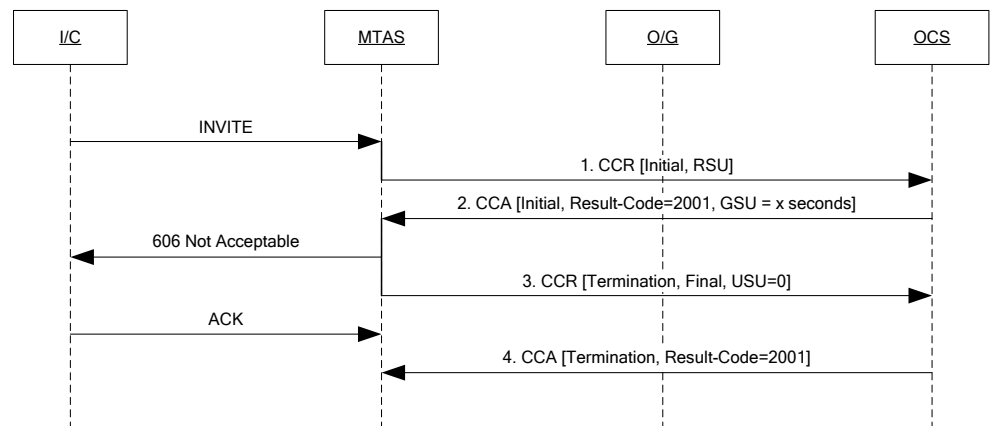 I/C
MTAS
O/G
OCS
INVITE
1. CCR [Initial, RSU]
2. CCA [Initial, Result-Code=2001, GSU = x seconds]
606 Not Acceptable
3. CCR [Termination, Final, USU=0]
ACK
4. CCA [Termination, Result-Code=2001]